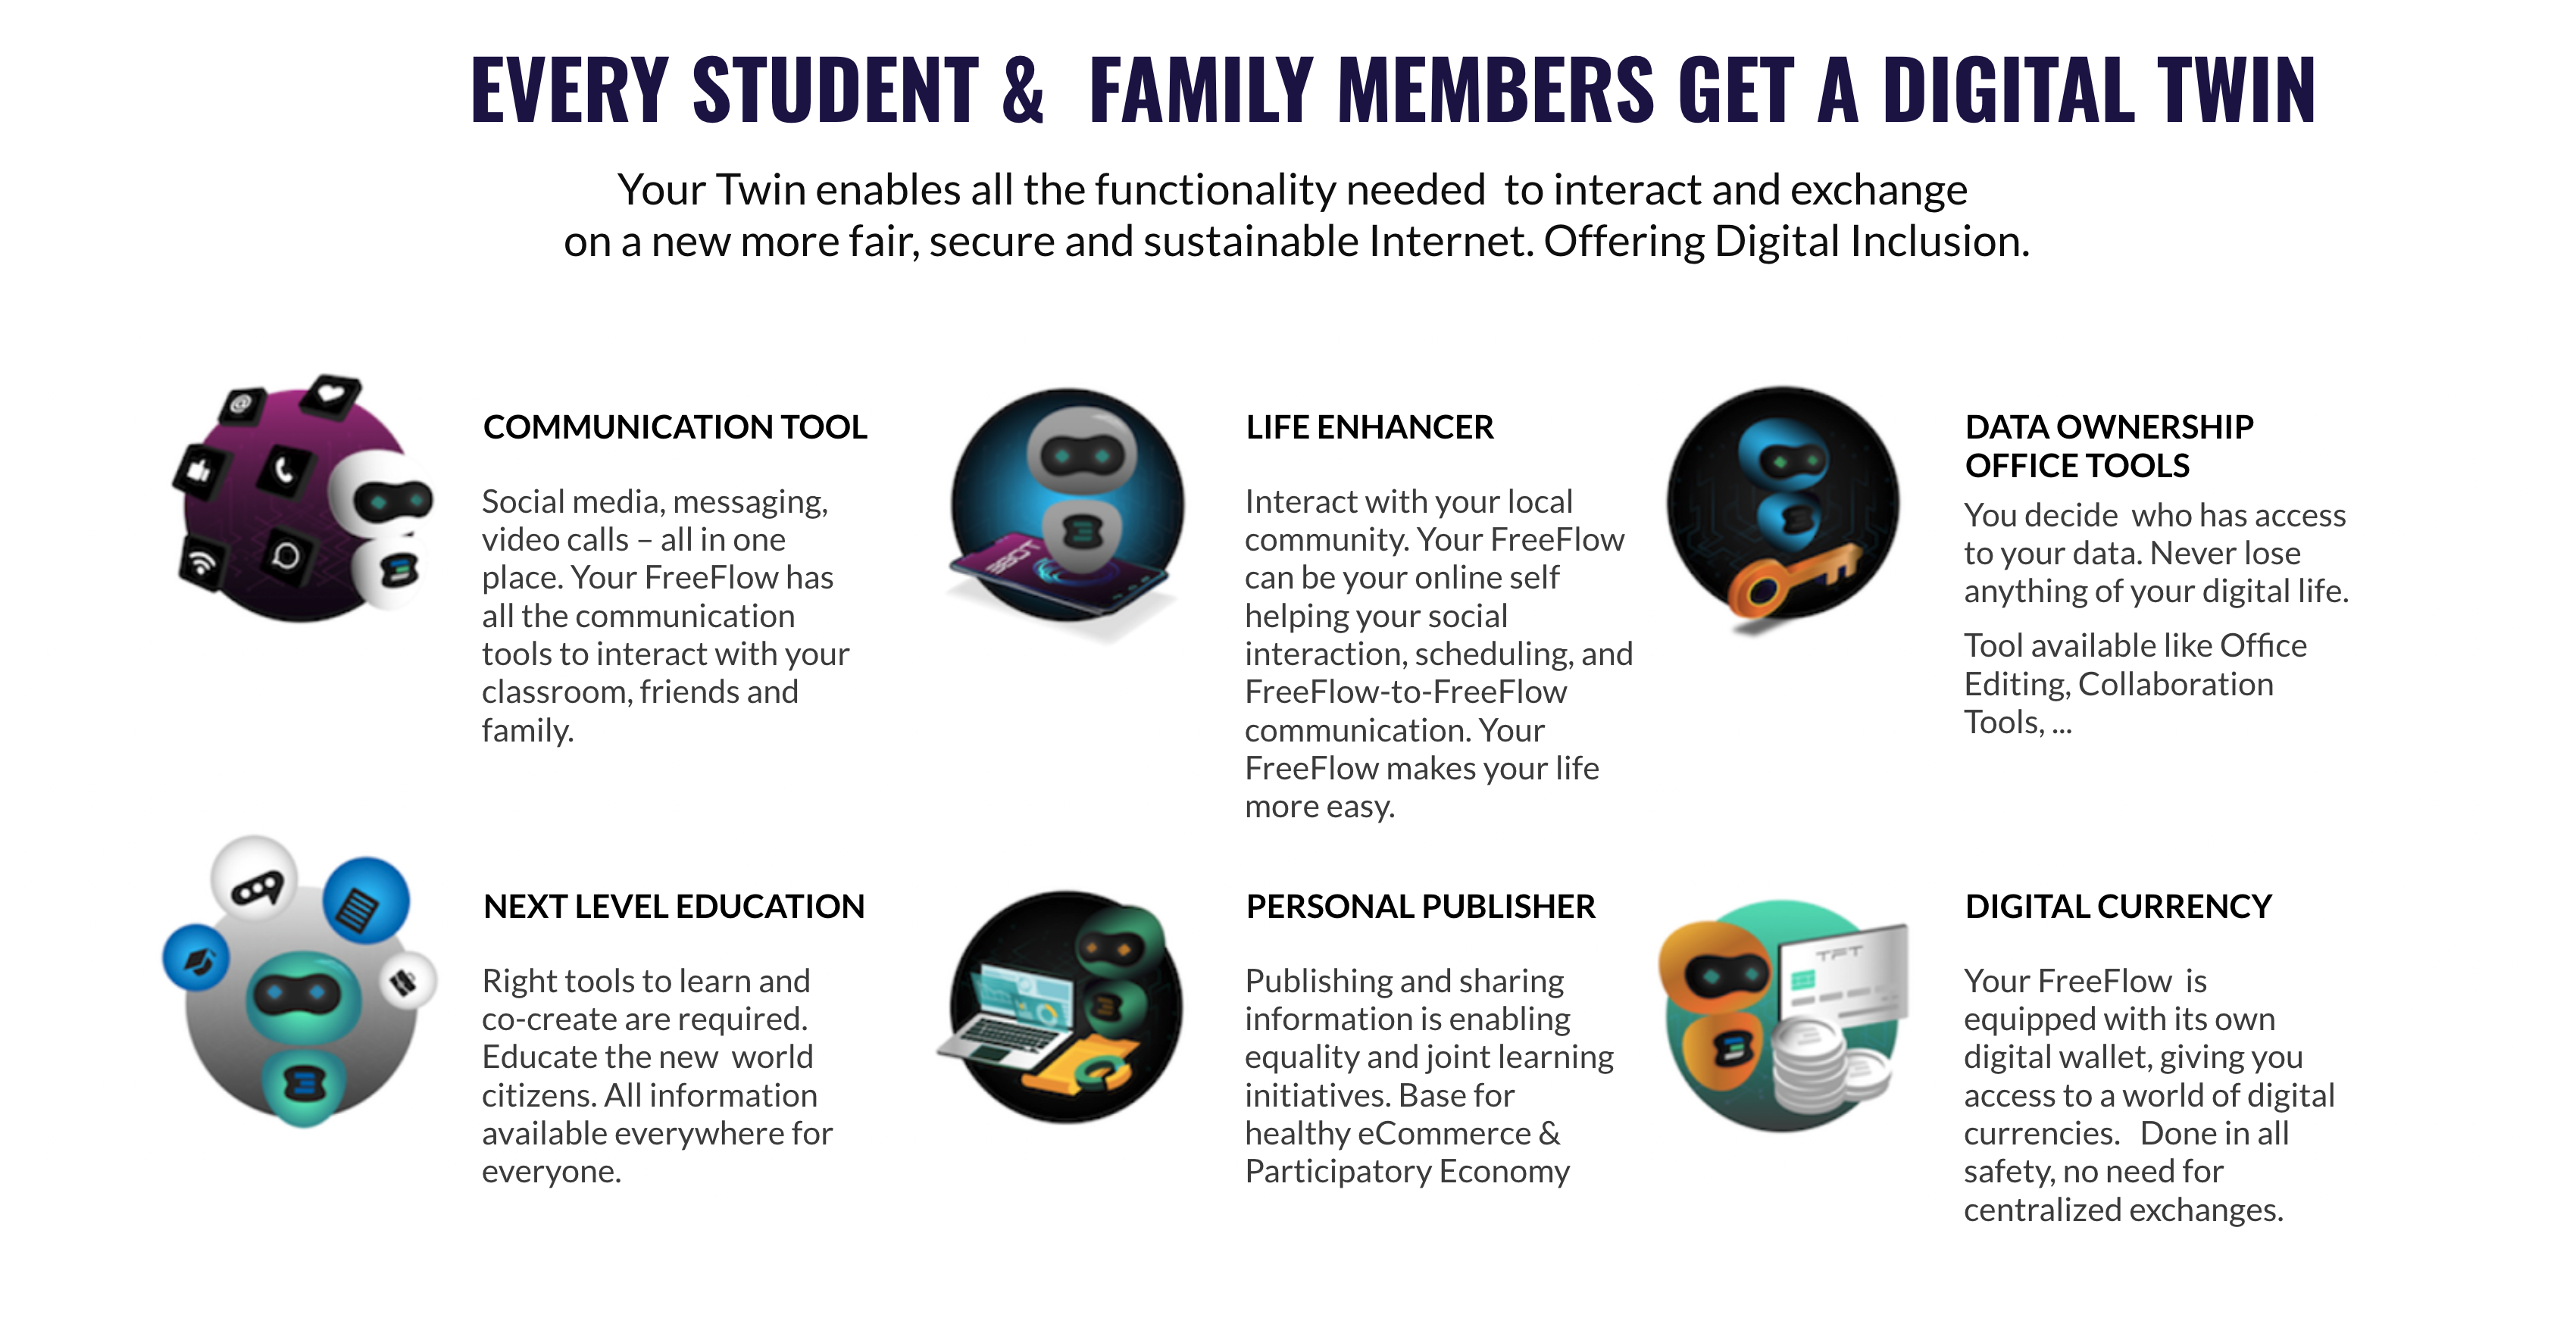 EVERY STUDENT &  FAMILY MEMBERS GET A DIGITAL TWIN
Your Twin enables all the functionality needed  to interact and exchange
on a new more fair, secure and sustainable Internet. Offering Digital Inclusion.
COMMUNICATION TOOL
Social media, messaging,
video calls – all in one
place. Your FreeFlow has
all the communication
tools to interact with your
classroom, friends and
family.
LIFE ENHANCER
Interact with your local
community. Your FreeFlow
can be your online self
helping your social
interaction, scheduling, and
FreeFlow-to-FreeFlow
communication. Your
FreeFlow makes your life
more easy.
3BOT
DATA OWNERSHIP
OFFICE TOOLS
You decide  who has access
to your data. Never lose
anything of your digital life.
Tool available like Office
Editing, Collaboration
Tools, ...
NEXT LEVEL EDUCATION
Right tools to learn and
co-create are required.
Educate the new  world
citizens. All information
available everywhere for
everyone.
PERSONAL PUBLISHER
Publishing and sharing
information is enabling
equality and joint learning
initiatives. Base for
healthy eCommerce &
Participatory Economy
TFT
DIGITAL CURRENCY
Your FreeFlow  is
equipped with its own
digital wallet, giving you
access to a world of digital
currencies.   Done in all
safety, no need for
centralized exchanges.